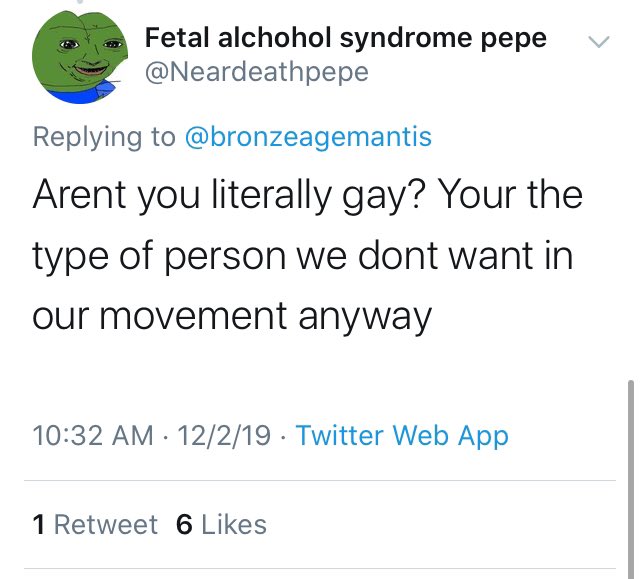 Fetal alchohol syndrome pepe
@Neardeathpepe
Replying to @bronzeagemantis
Arent you literally gay? Your the
type of person we dont want in
our movement anyway
10:32 AM · 12/2/19 · Twitter Web App
1 Retweet 6 Likes